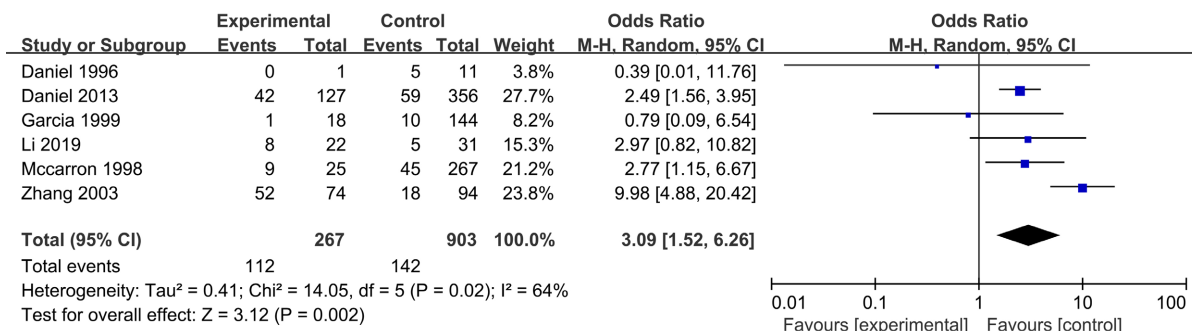 Experimental Control Odds Ratio Odds Ratio
Study or Subgroup Events Total Events Total Weight M-H, Random, 95% CI M-H, Random, 95% CI
Daniel 1996 0 1 5 11 3.8% 0.39 [0.01, 11.76]
Daniel 2013 42 127 59 356 27.7% 2.49 [1.56, 3.95]
Garcia 1999 1 18 10 144 8.2% 0.79 [0.09, 6.54]
Li 2019 8 22 5 31 15.3% 2.97 [0.82, 10.82]
Mccarron 1998 9 25 45 267 21.2% 2.77 [1.15, 6.67]
Zhang 2003 52 74 18 94 23.8% 9.98 [4.88, 20.42]
Total (95% CI) 267 903 100.0% 3.09 [1.52, 6.26]
Total events 112 142
Heterogeneity: Tau² = 0.41; Chi² = 14.05, df = 5 (P = 0.02); I² = 64%
Test for overall effect: Z = 3.12 (P = 0.002)
0.01 0.1 1 10 100
Favours [experimental] Favours [control]